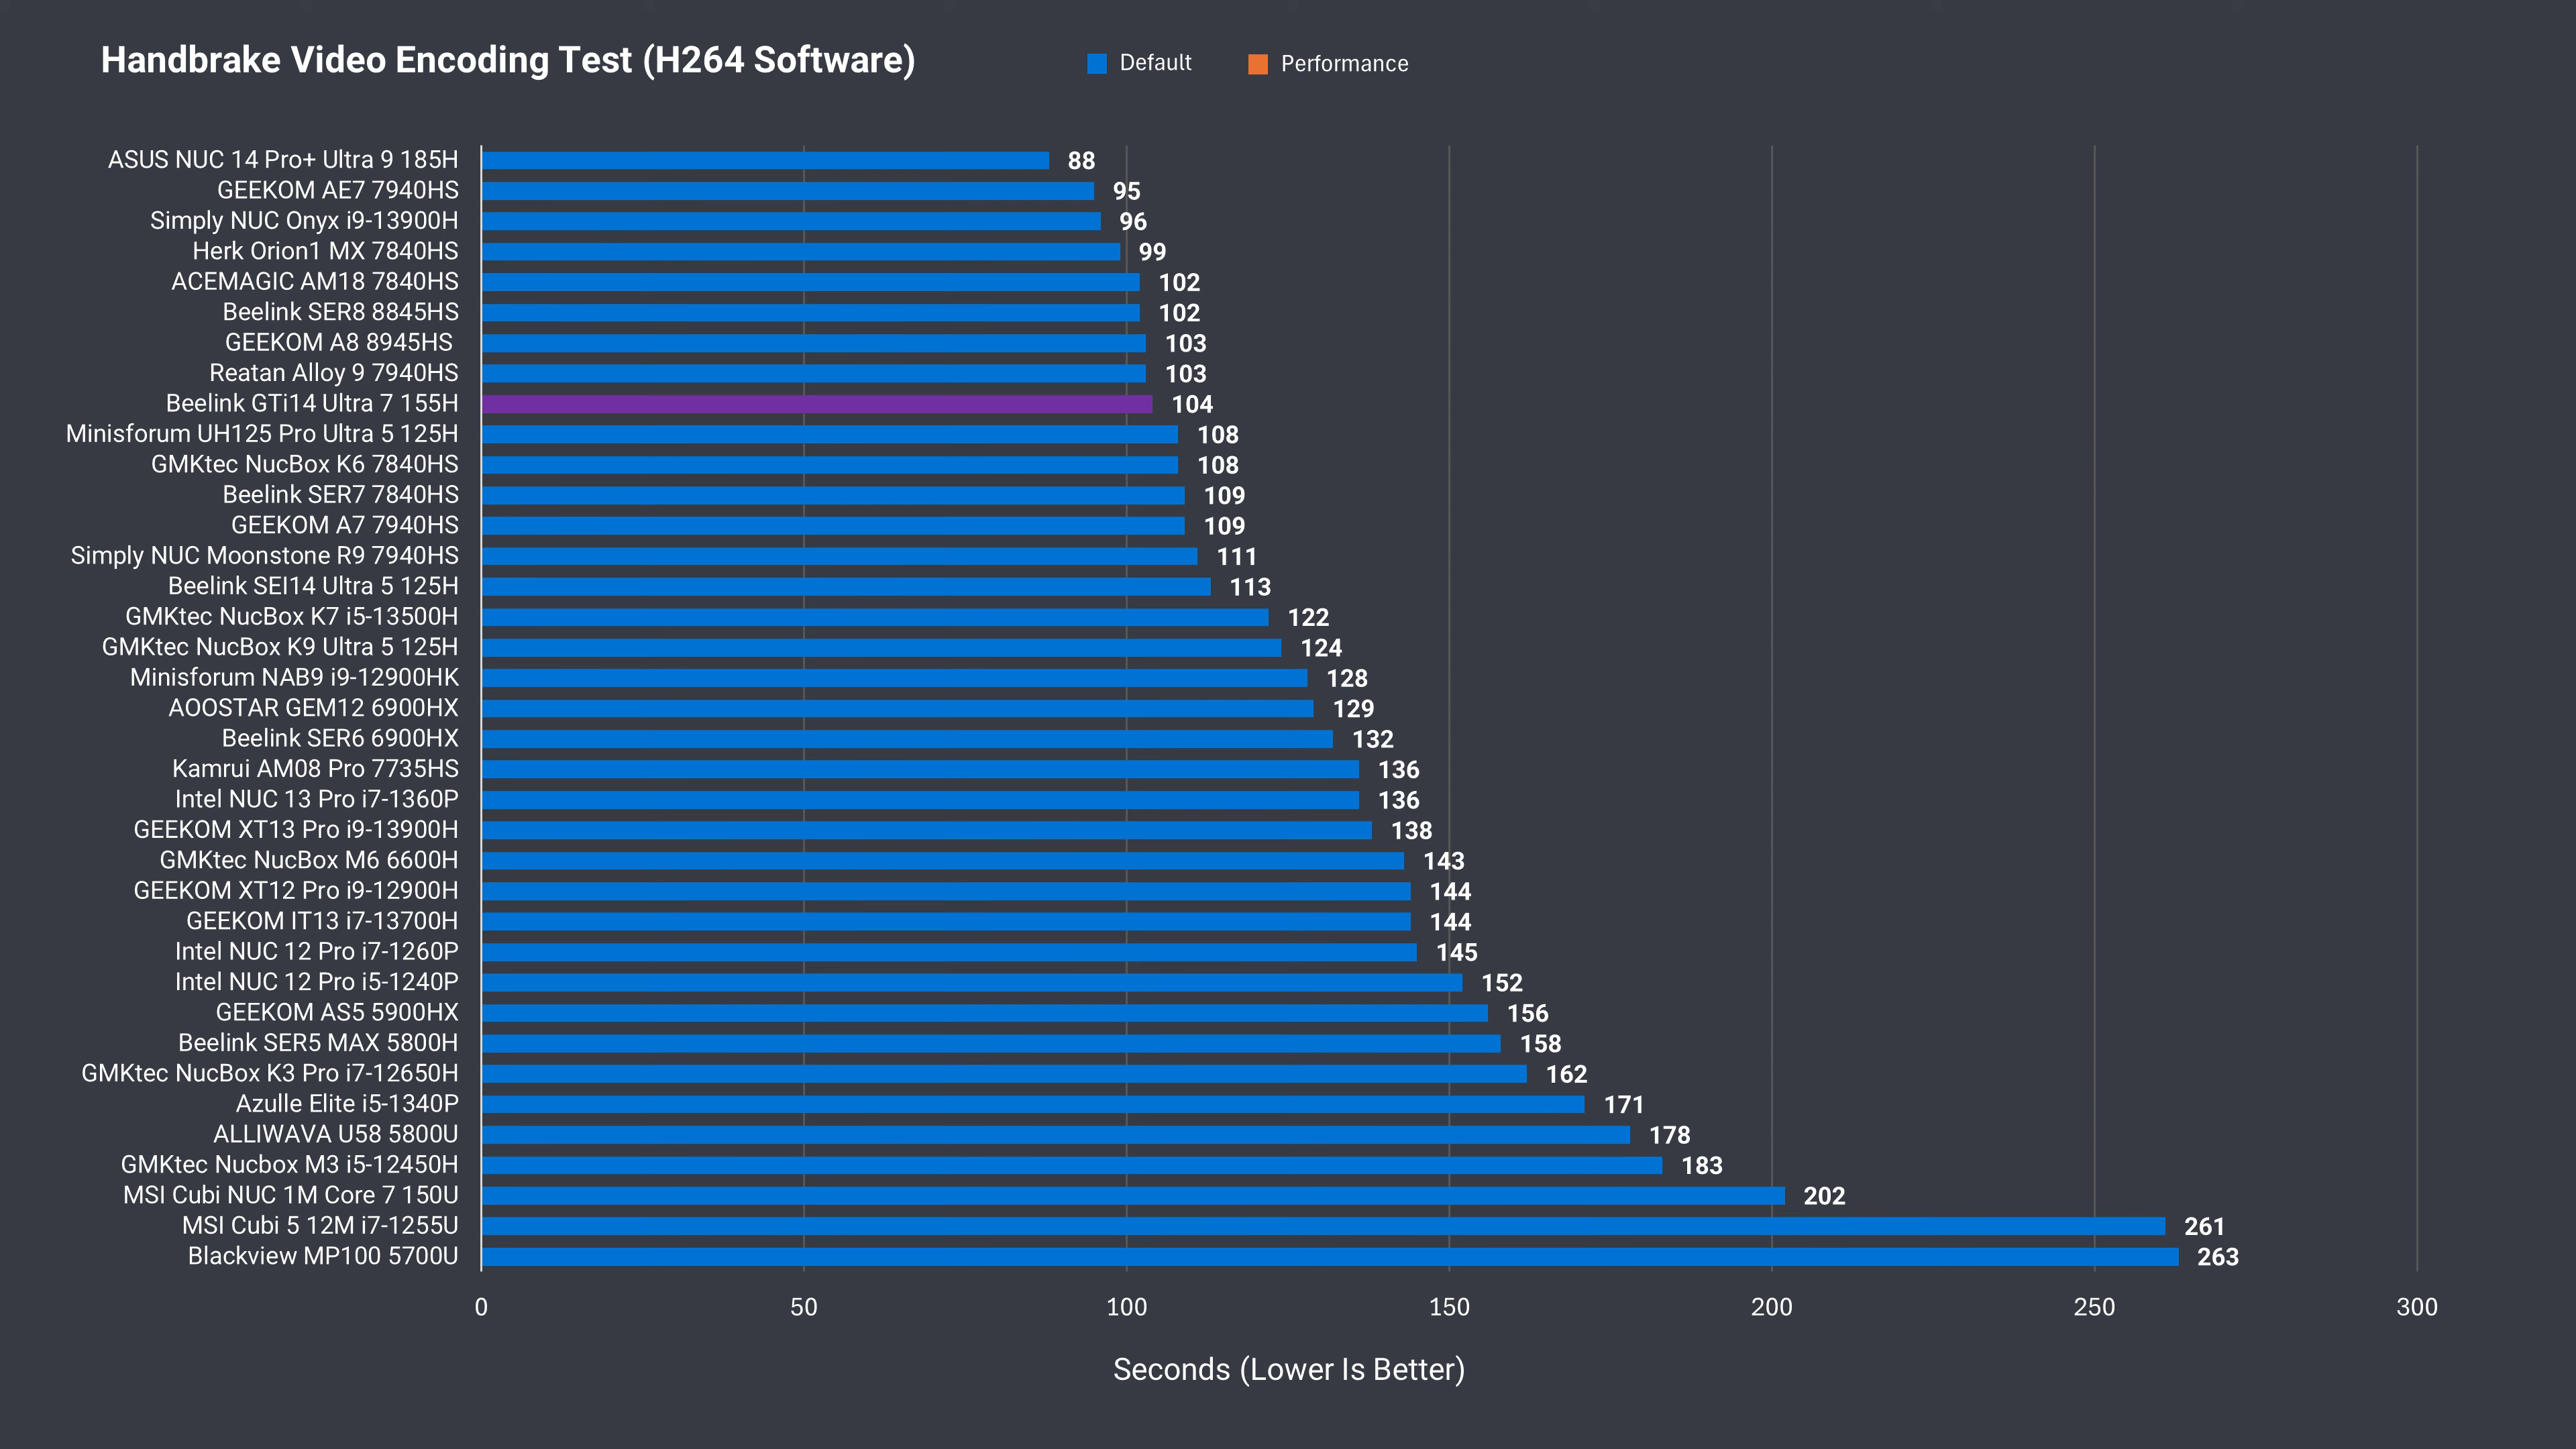 Handbrake Video Encoding Test (H264 Software)
Default
Performance
ASUS NUC 14 Pro+ Ultra 9 185H 88
GEEKOM AE7 7940HS 95
Simply NUC Onyx i9-13900H 96
Herk Orion1 MX 7840HS 99
ACEMAGIC AM18 7840HS 102
Beelink SER8 8845HS 102
GEEKOM A8 8945HS 103
Reatan Alloy 9 7940HS 103
Beelink GTi14 Ultra 7 155H 104
Minisforum UH125 Pro Ultra 5 125H 108
GMKtec NucBox K6 7840HS 108
Beelink SER7 7840HS 109
GEEKOM A7 7940HS 109
Simply NUC Moonstone R9 7940HS 111
Beelink SEI14 Ultra 5 125H 113
GMKtec NucBox K7 i5-13500H 122
GMKtec NucBox K9 Ultra 5 125H 124
Minisforum NAB9 i9-12900HK 128
AOOSTAR GEM12 6900HX 129
Beelink SER6 6900HX 132
Kamrui AM08 Pro 7735HS 136
Intel NUC 13 Pro i7-1360P 136
GEEKOM XT13 Pro i9-13900H 138
GMKtec NucBox M6 6600H 143
GEEKOM XT12 Pro i9-12900H 144
GEEKOM IT13 i7-13700H 144
Intel NUC 12 Pro i7-1260P 145
Intel NUC 12 Pro i5-1240P 152
GEEKOM AS5 5900HX 156
Beelink SER5 MAX 5800H 158
GMKtec NucBox K3 Pro i7-12650H 162
Azulle Elite i5-1340P 171
ALLIWAVA U58 5800U 178
GMKtec Nucbox M3 i5-12450H 183
MSI Cubi NUC 1M Core 7 150U 202
MSI Cubi 5 12M i7-1255U 261
Blackview MP100 5700U 263
0 50 100 150 200 250 300
Seconds (Lower Is Better)